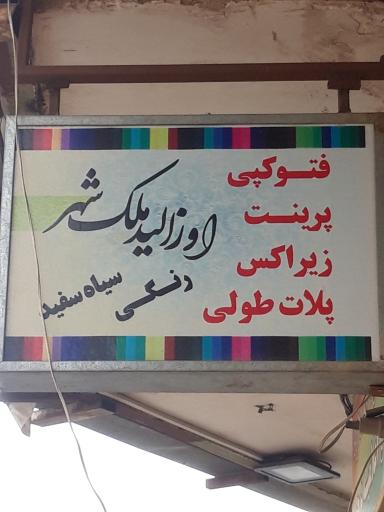 فتوکپی
پرینت
زیراکس
پلات طولی
اوزالید ملک شهر
رنگی
سیاه سفید